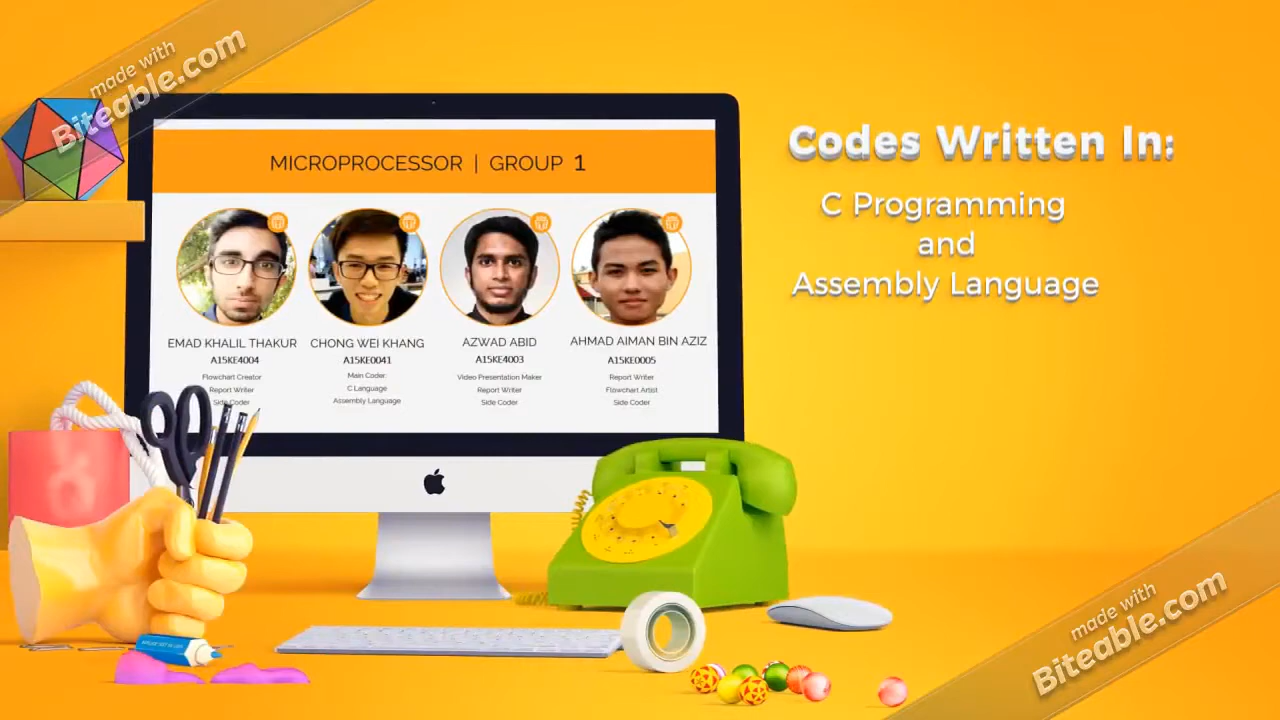 made with
Biteable.com
MICROPROCESSOR | GROUP 1
EMAD KHALIL THAKUR
A15KE4004
Flowchart Creator
Report Writer
Side Coder
CHONG WEI KHANG
A15KE0041
Main Coder:
C Language
Assembly Language
AZWAD ABID
A15KE4003
Video Presentation Maker
Report Writer
Side Coder
AHMAD AIMAN BIN AZIZ
A15KE0005
Report Writer
Flowchart Artist
Side Coder
Codes Written In:
C Programming
and
Assembly Language
made with
Biteable.com